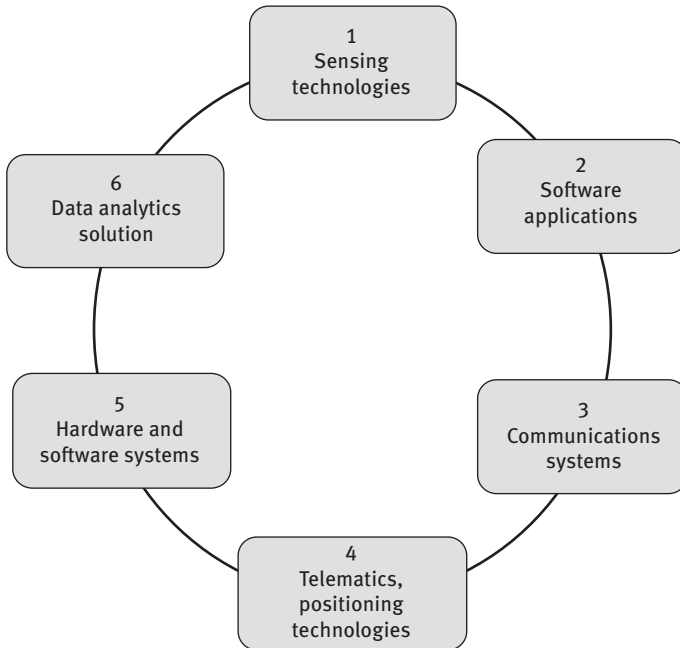 1
Sensing
technologies
2
Software
applications
3
Communications
systems
4
Telematics,
positioning
technologies
5
Hardware and
software systems
6
Data analytics
solution